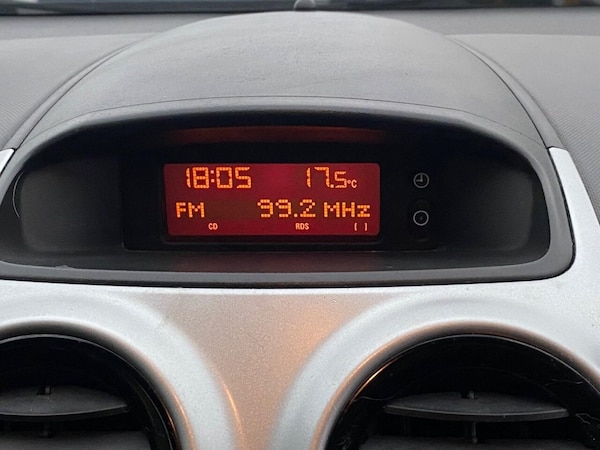 18:05 17.5°C
FM 99.2 MHz
CD RDS [ ]